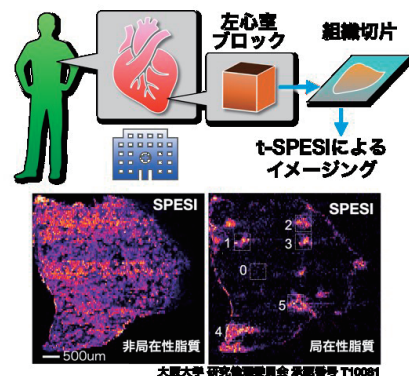 左心室
ブロック
組織切片
t-SPESIによる
イメージング
SPESI
非局在性脂質
500um
SPESI
0
1
2
3
4
5
局在性脂質
大阪大学 研究倫理委員会 承認番号 T10081